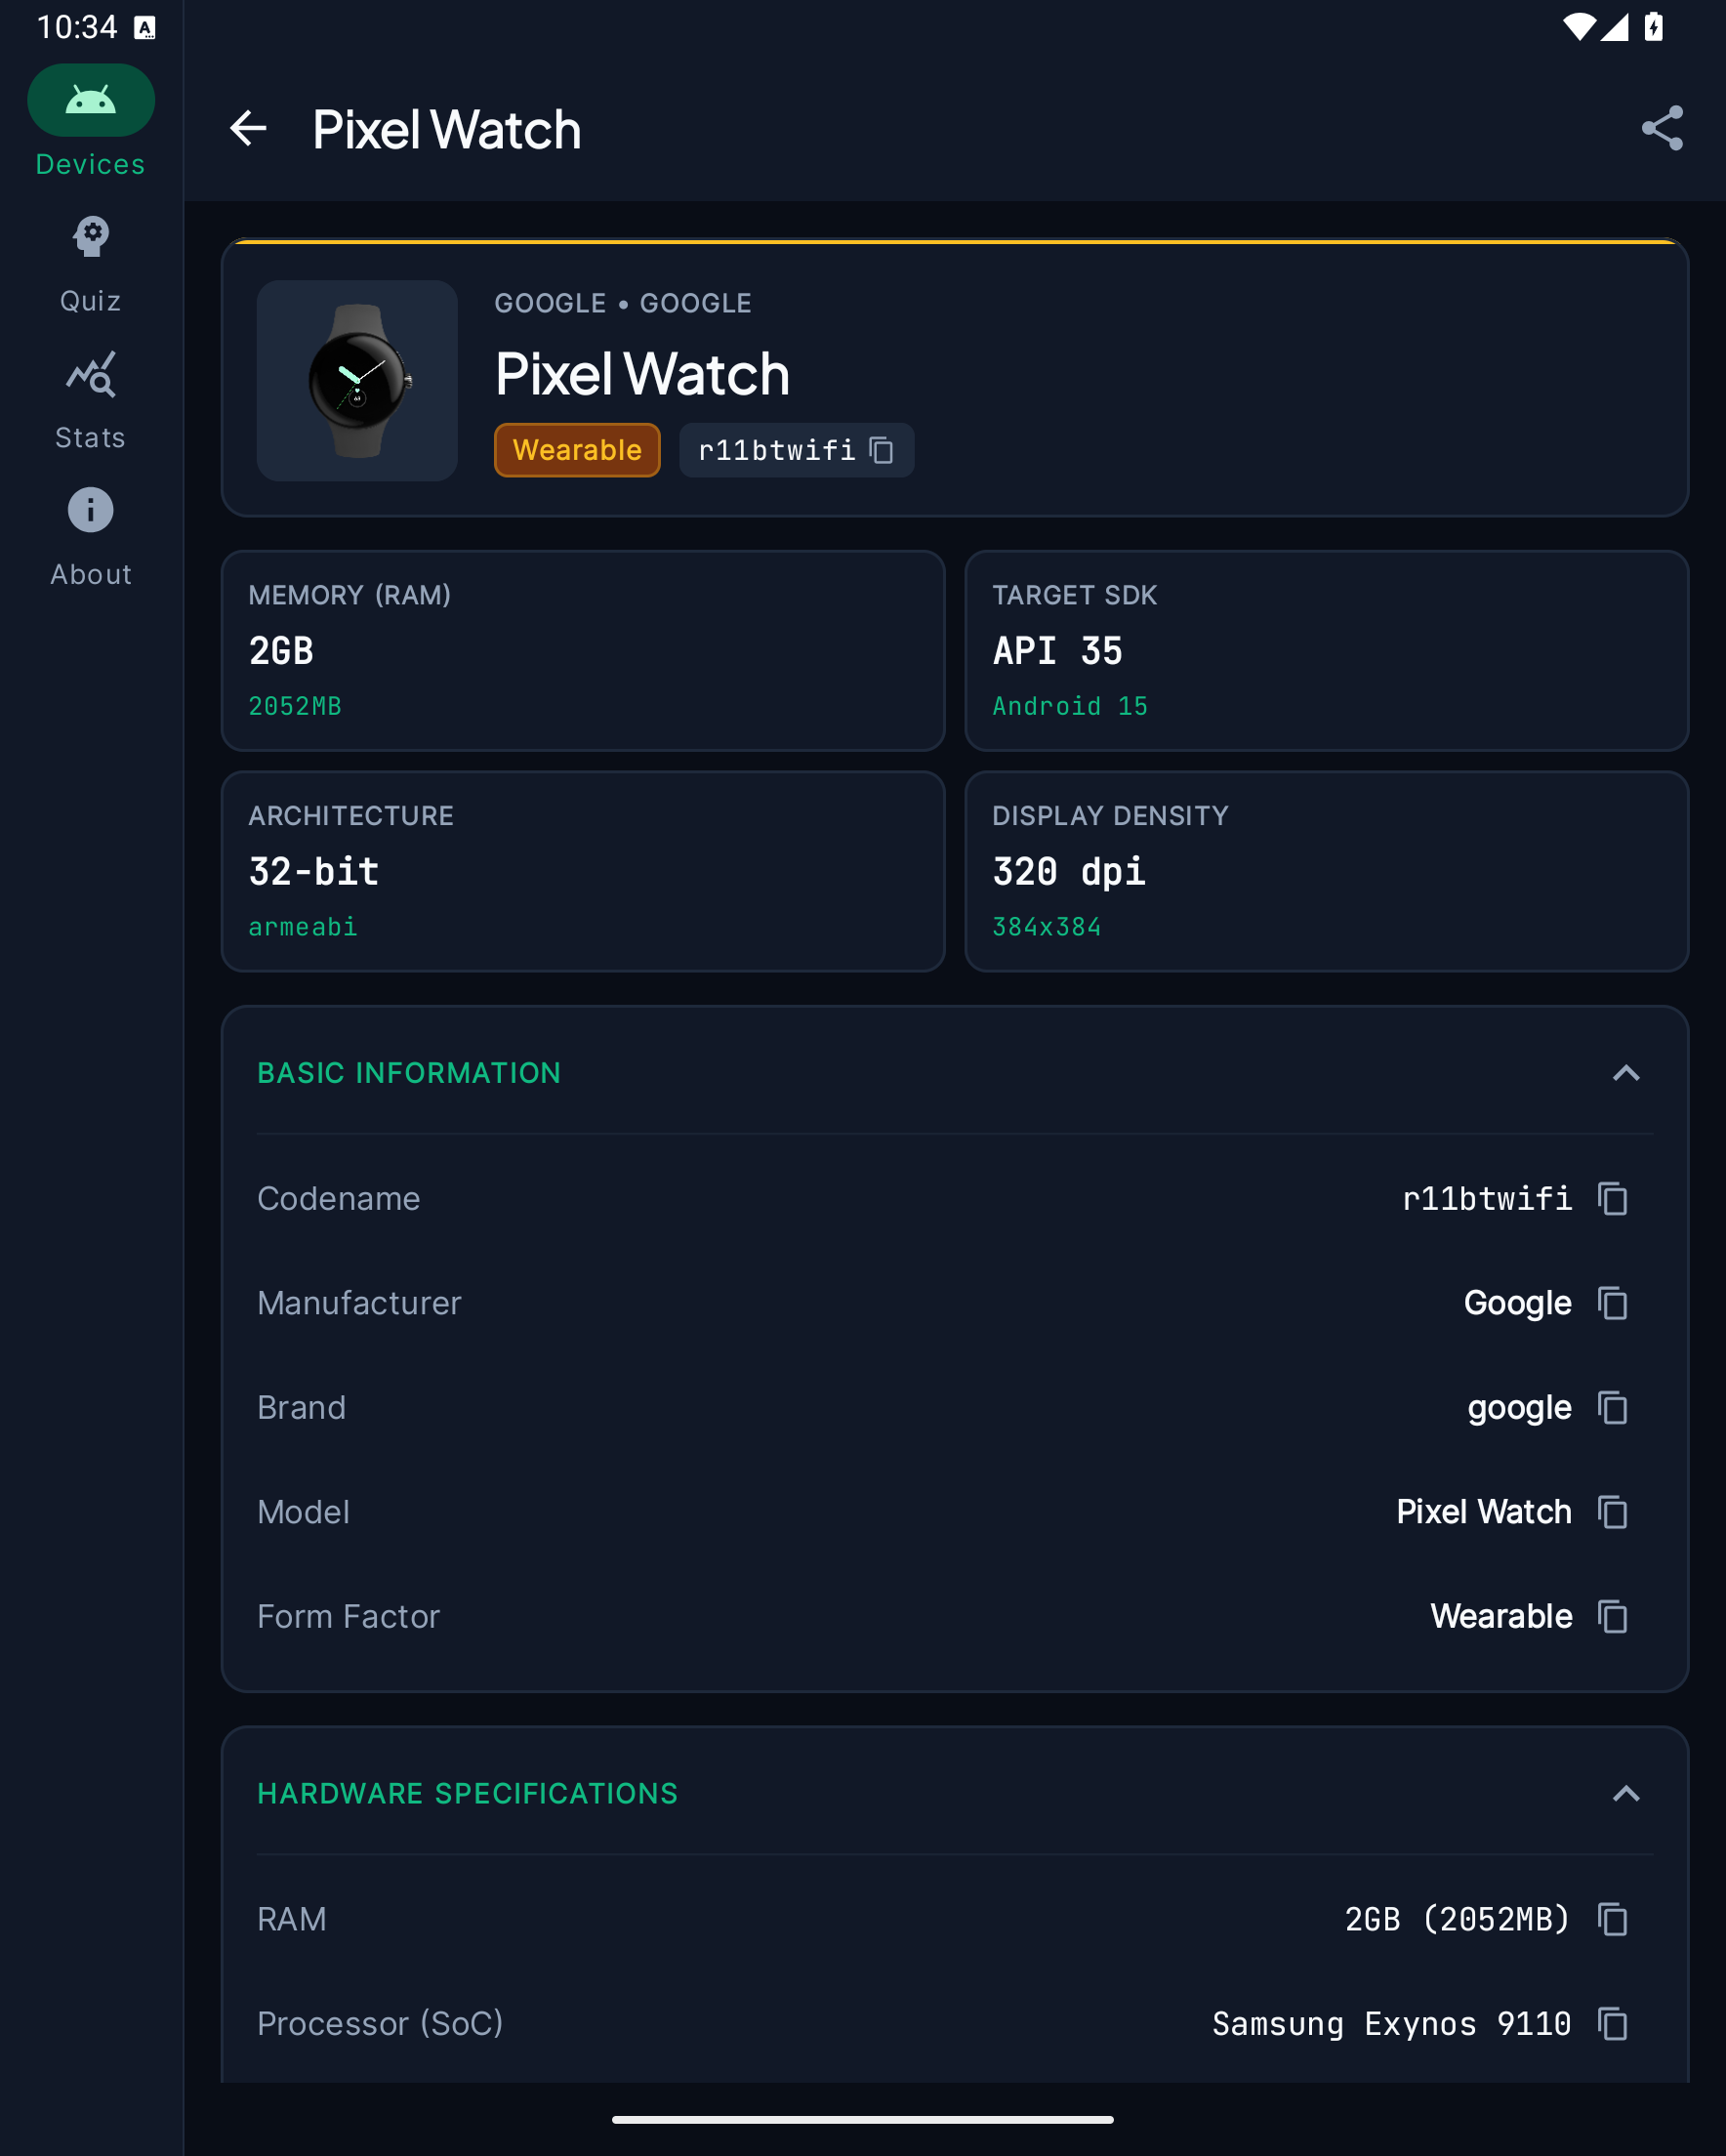 10:34
Devices
Quiz
Stats
About
Pixel Watch
GOOGLE • GOOGLE
Pixel Watch
Wearable
r11btwifi
MEMORY (RAM)
2GB
2052MB
TARGET SDK
API 35
Android 15
ARCHITECTURE
32-bit
armeabi
DISPLAY DENSITY
320 dpi
384x384
BASIC INFORMATION
Codename r11btwifi
Manufacturer Google
Brand google
Model Pixel Watch
Form Factor Wearable
HARDWARE SPECIFICATIONS
RAM 2GB (2052MB)
Processor (SoC) Samsung Exynos 9110